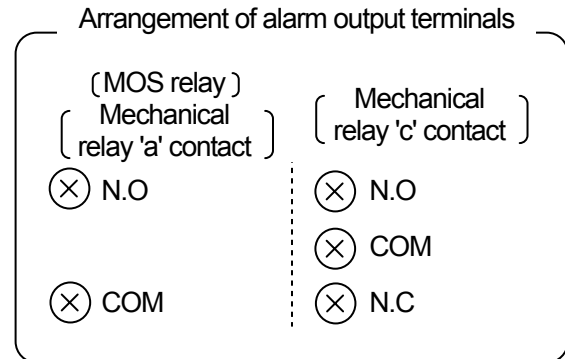 Arrangement of alarm output terminals
(MOS relay)
Mechanical
relay 'a' contact
N.O
COM
Mechanical
relay 'c' contact
N.O
COM
N.C